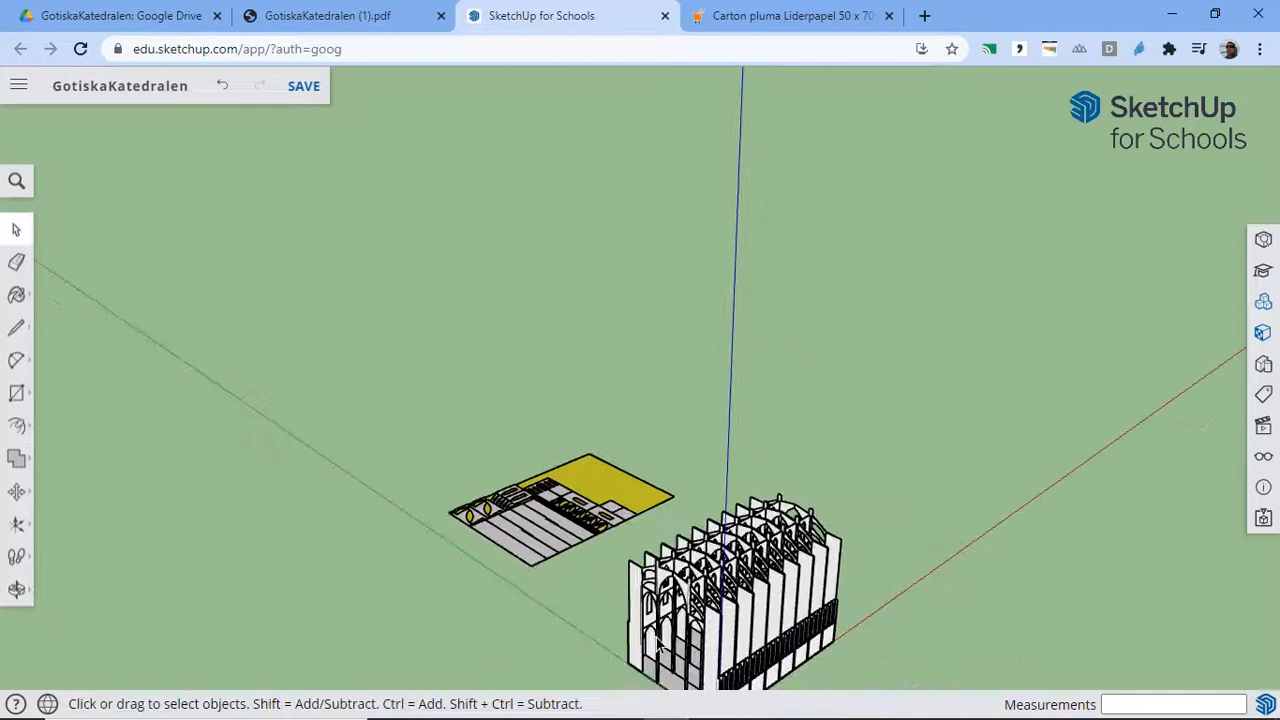 GotiskaKatedralen: Google Drive
GotiskaKatedralen (1).pdf
SketchUp for Schools
Carton pluma Liderpapel 50 x 70
edu.sketchup.com/app/?auth=goog
GotiskaKatedralen
SAVE
SketchUp
for Schools
Click or drag to select objects. Shift = Add/Subtract. Ctrl = Add. Shift + Ctrl = Subtract.
Measurements